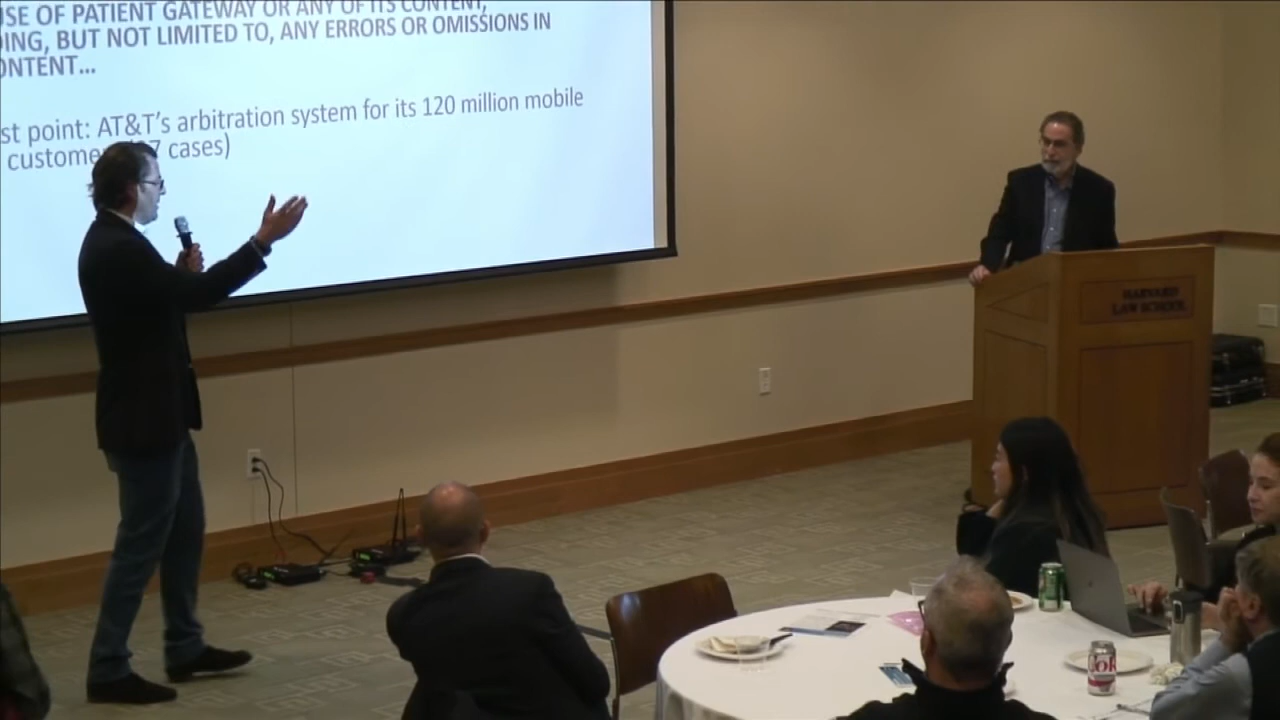 USE OF PATIENT GATEWAY OR ANY OF ITS CONTENT,
ING, BUT NOT LIMITED TO, ANY ERRORS OR OMISSIONS IN
ONTENT...
st point: AT&T's arbitration system for its 120 million mobile
customer 7 cases)
HARVARD
LAW SCHOOL